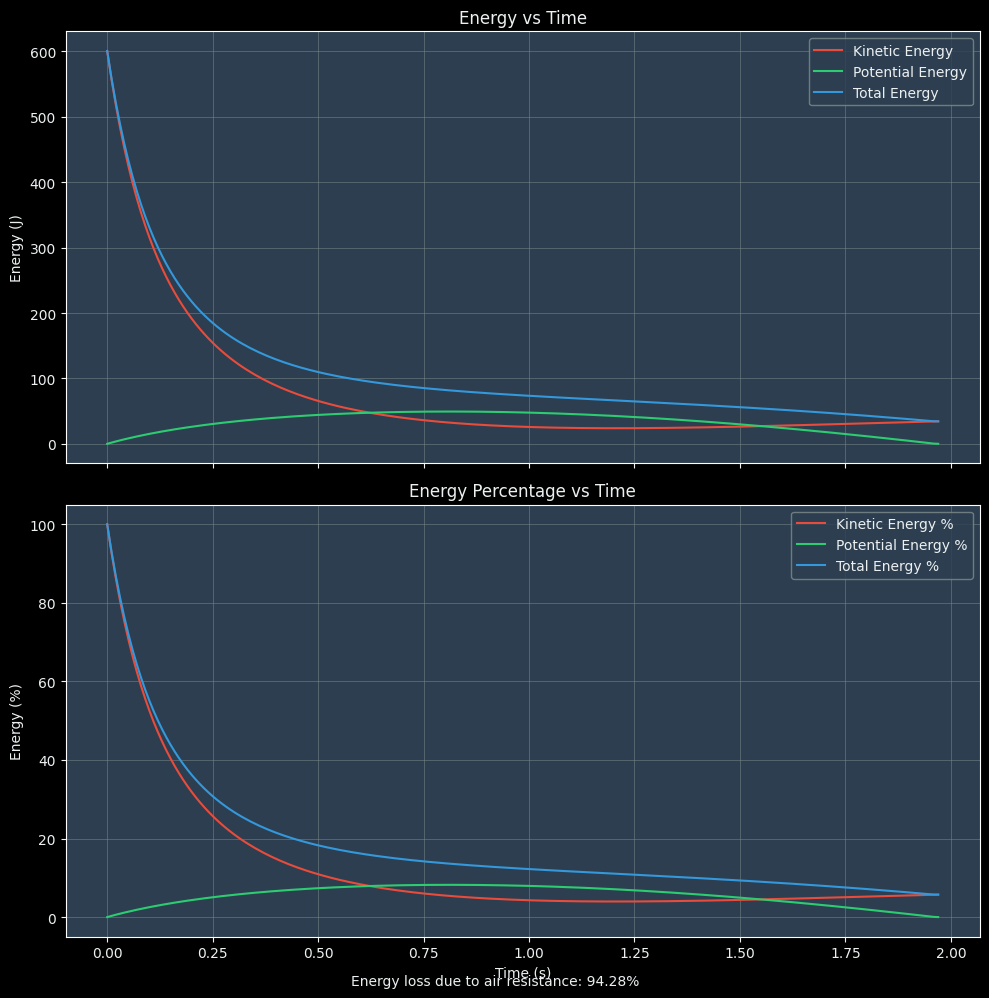 Energy vs Time
Kinetic Energy
Potential Energy
Total Energy
Energy (J)
600
500
400
300
200
100
0
Energy Percentage vs Time
Kinetic Energy %
Potential Energy %
Total Energy %
Energy (%)
100
80
60
40
20
0
0.00 0.25 0.50 0.75 1.00 1.25 1.50 1.75 2.00
Time (s)
Energy loss due to air resistance: 94.28%